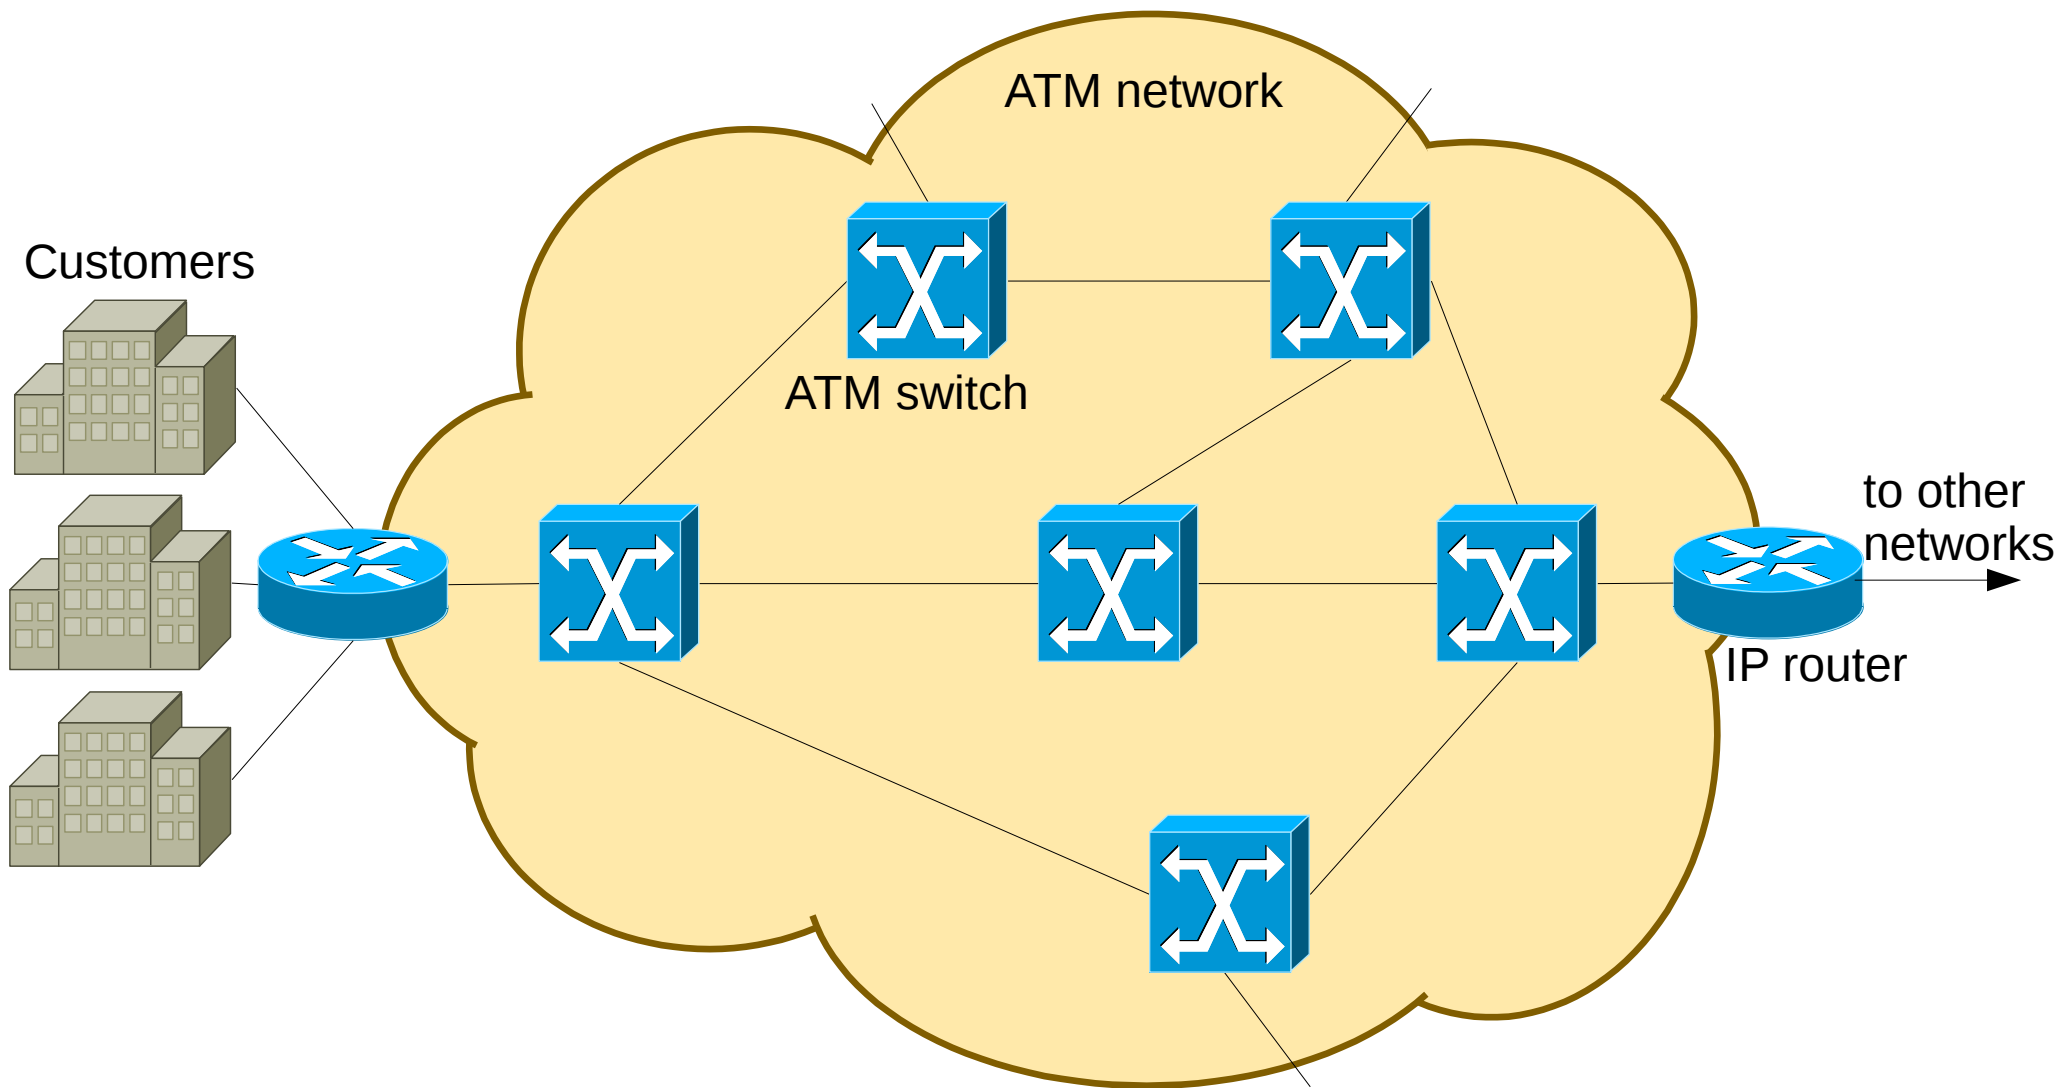 ATM network
Customers
ATM switch
to other
networks
IP router